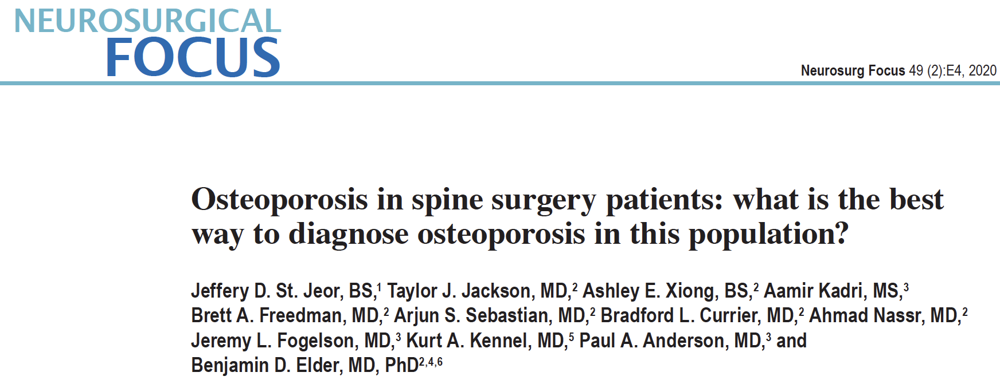 NEUROSURGICAL
FOCUS
Neurosurg Focus 49 (2):E4, 2020
Osteoporosis in spine surgery patients: what is the best
way to diagnose osteoporosis in this population?
Jeffery D. St. Jeor, BS,1 Taylor J. Jackson, MD,2 Ashley E. Xiong, BS,2 Aamir Kadri, MS,3
Brett A. Freedman, MD,2 Arjun S. Sebastian, MD,2 Bradford L. Currier, MD,2 Ahmad Nassr, MD,2
Jeremy L. Fogelson, MD,3 Kurt A. Kennel, MD,5 Paul A. Anderson, MD,3 and
Benjamin D. Elder, MD, PhD2,4,6